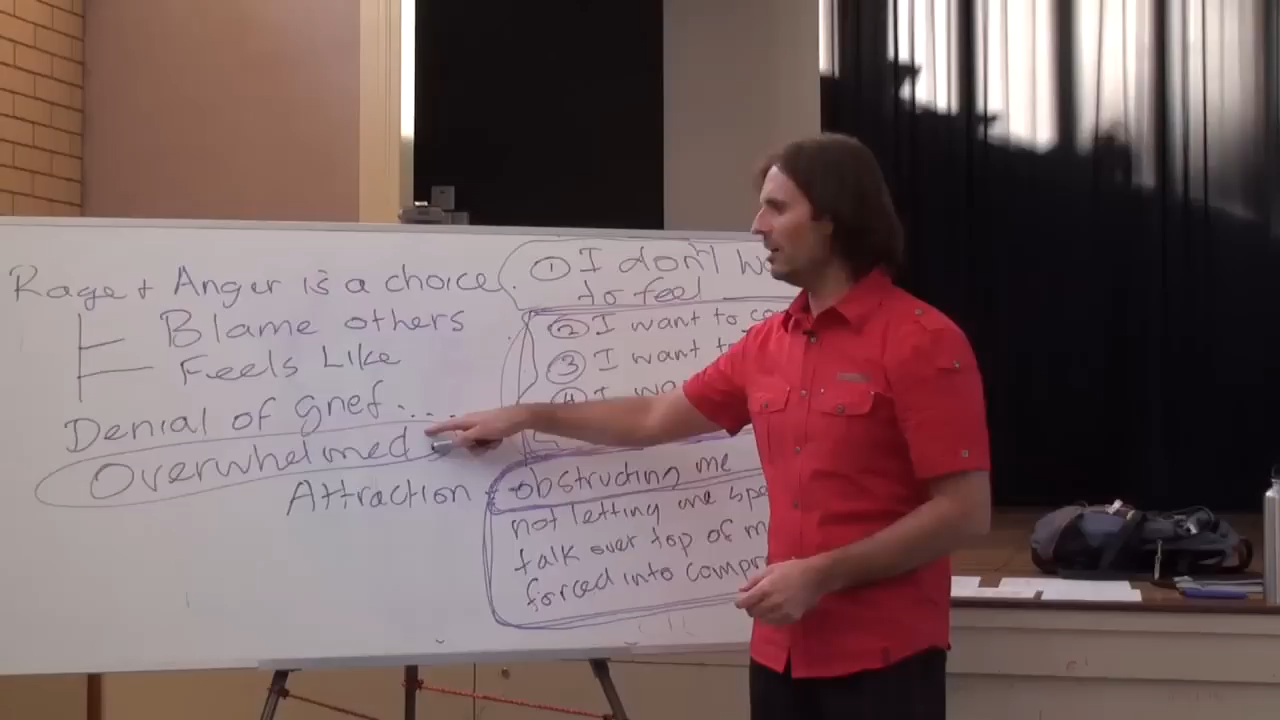 Rage + Anger is a choice.
Blame others
Feels Like
Denial of grief....
Overwhelmed
Attraction
① I don't
to feel
② I want to
③ I want
④ I
obstructing me
not letting me
talk over top of
forced into